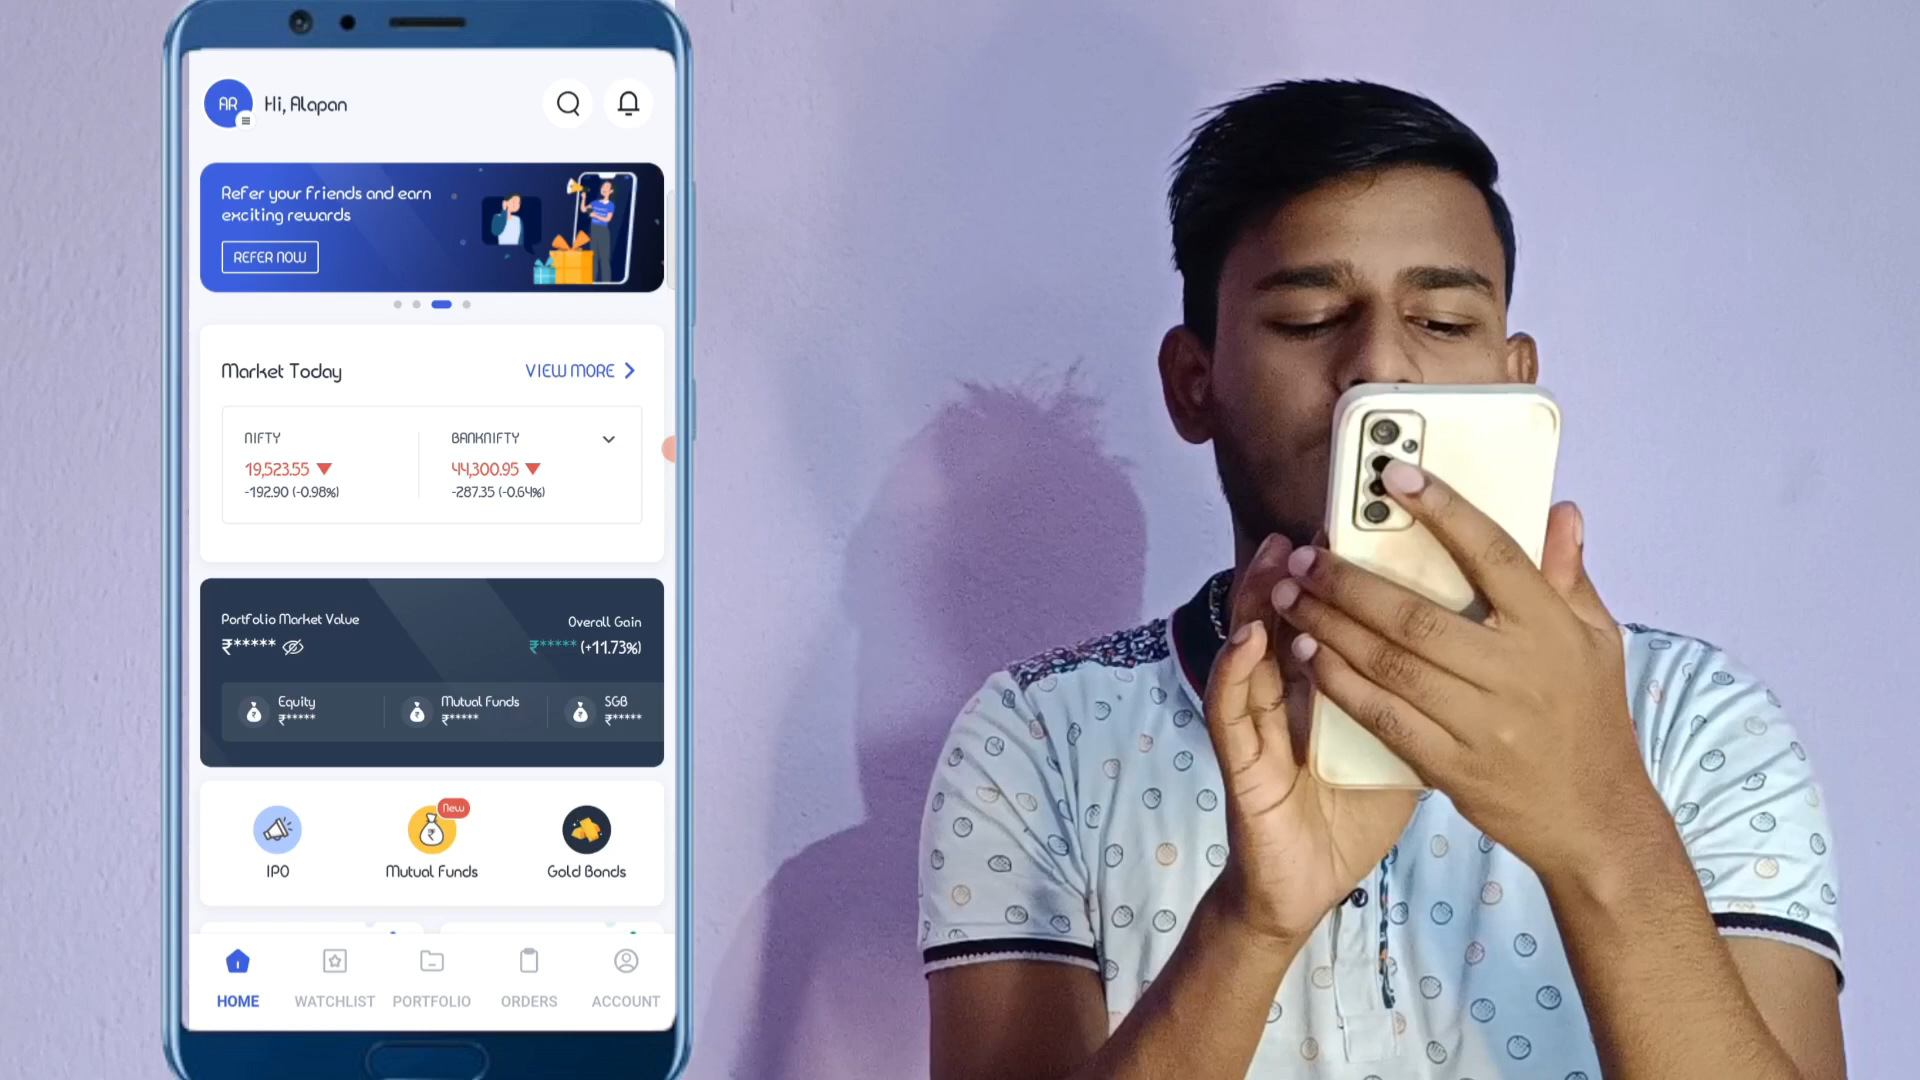 AR
Hi, Alapan
Refer your friends and earn
exciting rewards
REFER NOW
Market Today
VIEW MORE
NIFTY
BANKNIFTY
19,523.55
44,300.95
-192.90 (-0.98%)
-287.35 (-0.64%)
Portfolio Market Value
Overall Gain
₹*****
₹***** (+11.73%)
Equity
₹*****
Mutual Funds
₹*****
SGB
₹*****
New
IPO
Mutual Funds
Gold Bonds
HOME
WATCHLIST
PORTFOLIO
ORDERS
ACCOUNT